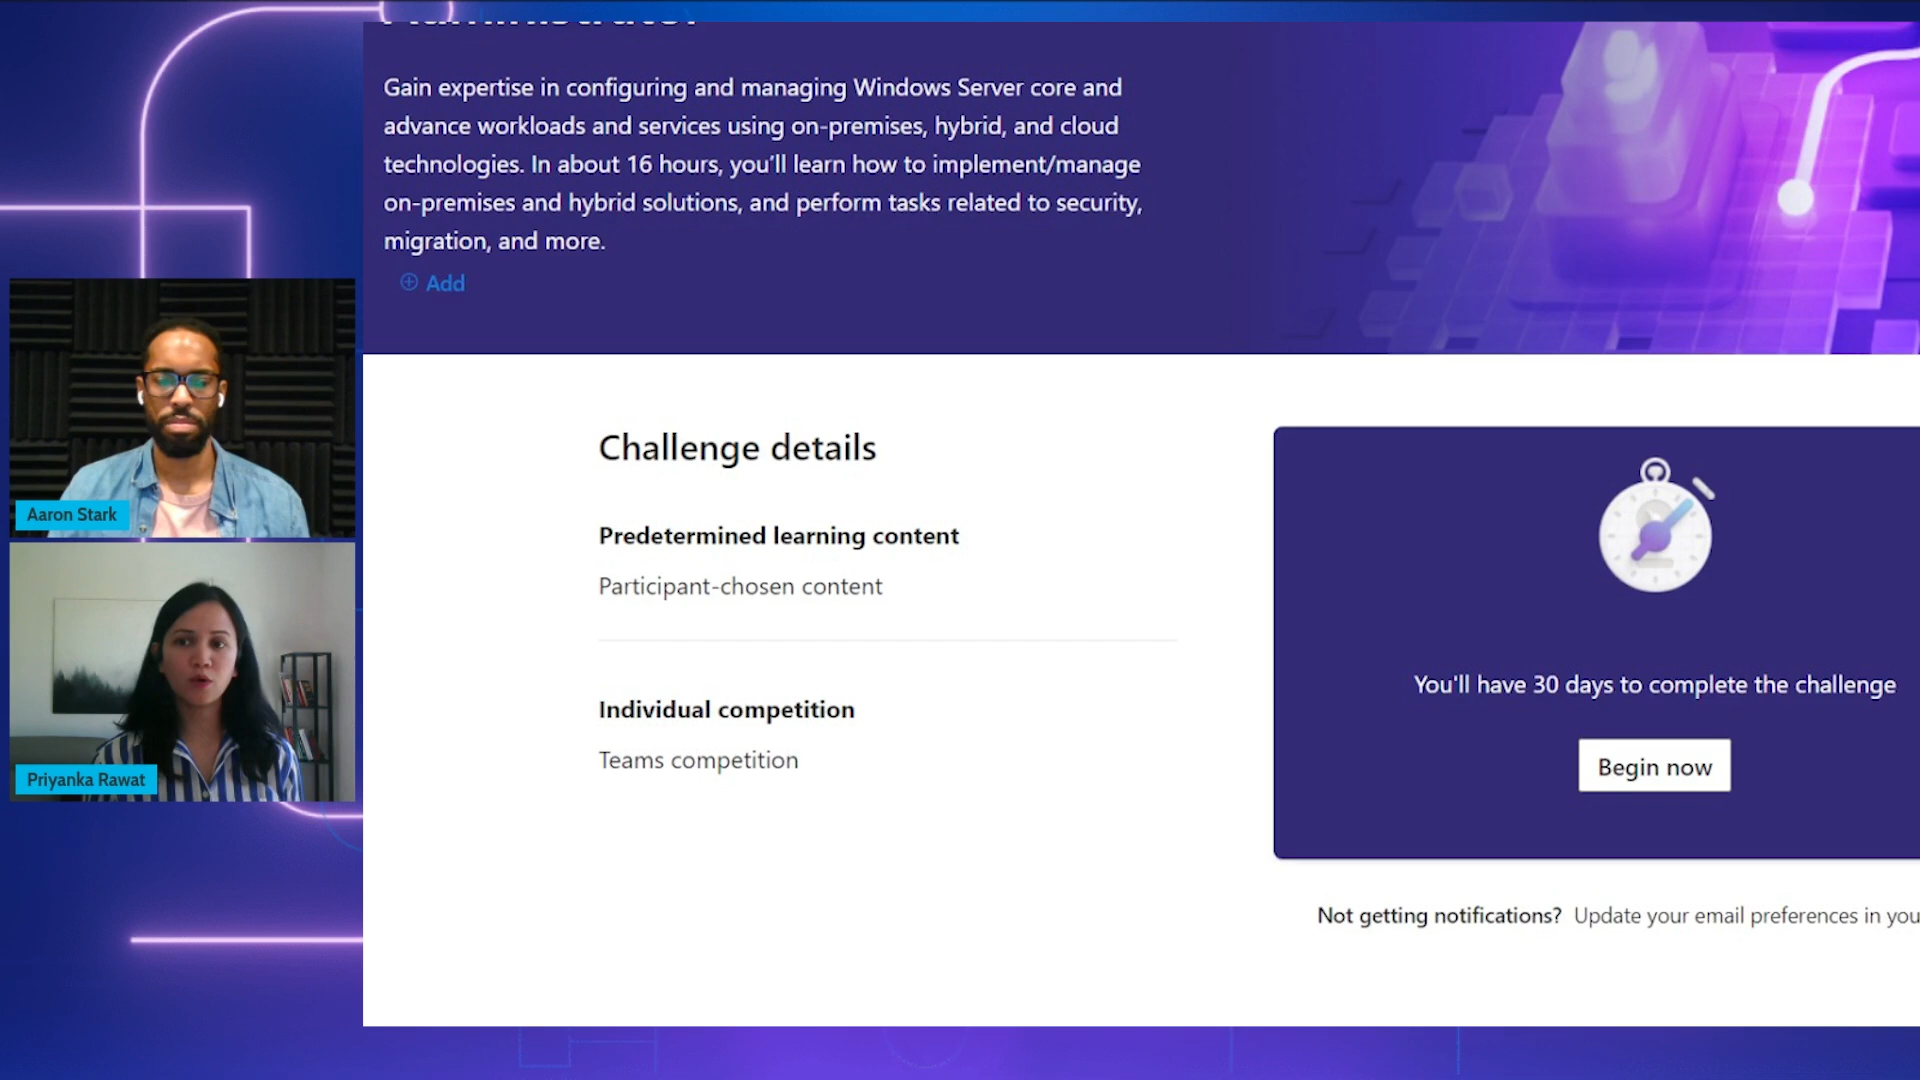 Gain expertise in configuring and managing Windows Server core and
advance workloads and services using on-premises, hybrid, and cloud
technologies. In about 16 hours, you'll learn how to implement/manage
on-premises and hybrid solutions, and perform tasks related to security,
migration, and more.
Add
Aaron Stark
Priyanka Rawat
Challenge details
Predetermined learning content
Participant-chosen content
Individual competition
Teams competition
You'll have 30 days to complete the challenge
Begin now
Not getting notifications? Update your email preferences in you